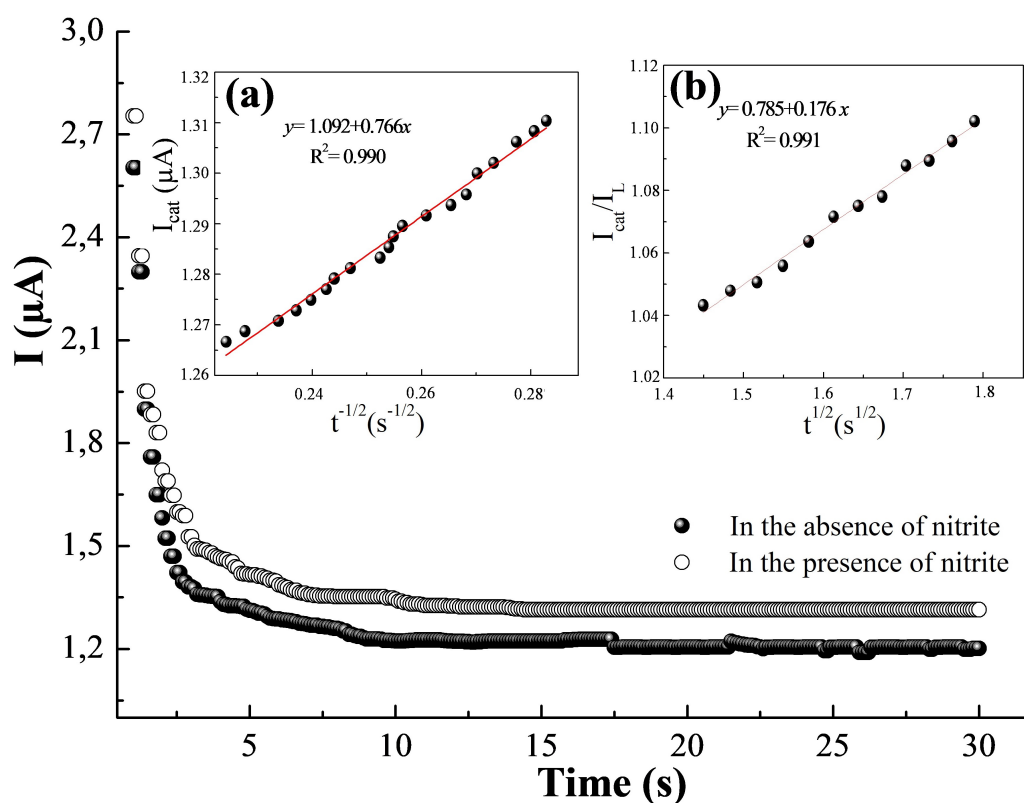 3,0
2,7
2,4
2,1
1,8
1,5
1,2
I (μA)
5
10
15
20
25
30
Time (s)
(a)
y= 1.092+0.766x
R²= 0.990
1.32
1.31
1.30
1.29
1.28
1.27
1.26
I_cat (μA)
0.24
0.26
0.28
t^-1/2(s^-1/2)
(b)
y= 0.785+0.176 x
R²= 0.991
1.12
1.10
1.08
1.06
1.04
1.02
I_cat/I_L
1.4
1.5
1.6
1.7
1.8
t^1/2(s^1/2)
In the absence of nitrite
In the presence of nitrite